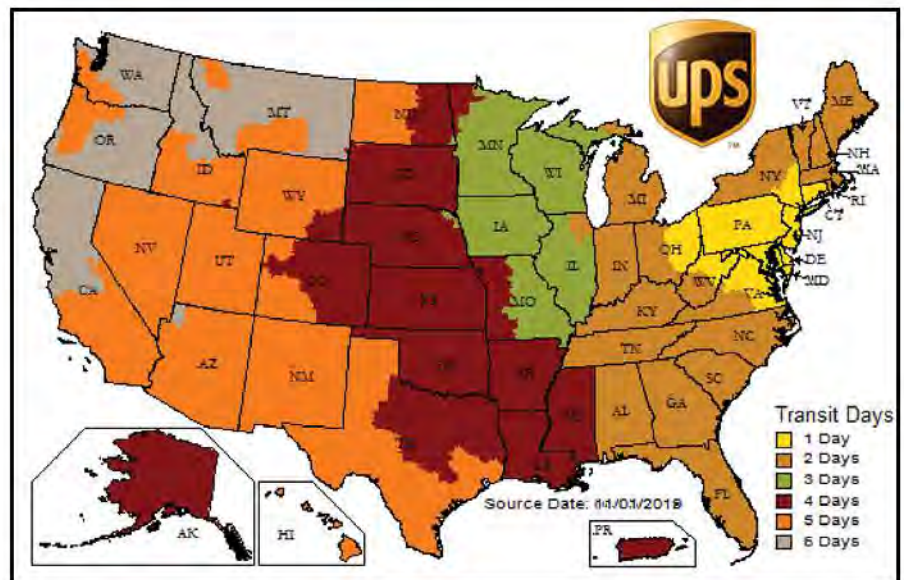 ups
TM
WA
MT
ND
MN
ME
VT
OR
ID
WI
NH
NY
MA
WY
MI
RI
CT
PA
NV
IA
NJ
OH
UT
IL
IN
DE
CO
MD
CA
WV
VA
MO
KY
NC
TN
AZ
NM
SC
AL
GA
Transit Days
1 Day
2 Days
3 Days
FL
4 Days
Source Date:
5 Days
PR
AK
HI
6 Days